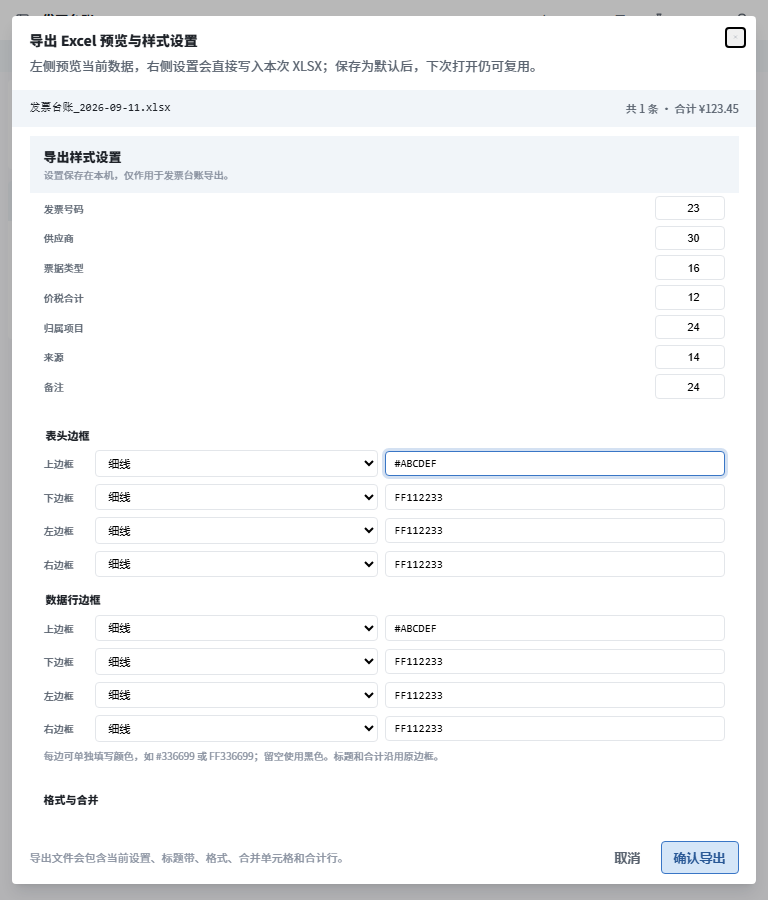 导出 Excel 预览与样式设置
左侧预览当前数据，右侧设置会直接写入本次 XLSX；保存为默认后，下次打开仍可复用。
发票台账_2026-09-11.xlsx
共 1 条 · 合计 ¥123.45
导出样式设置
设置保存在本机，仅作用于发票台账导出。
发票号码 23
供应商 30
票据类型 16
价税合计 12
归属项目 24
来源 14
备注 24
表头边框
上边框 细线 #ABCDEF
下边框 细线 FF112233
左边框 细线 FF112233
右边框 细线 FF112233
数据行边框
上边框 细线 #ABCDEF
下边框 细线 FF112233
左边框 细线 FF112233
右边框 细线 FF112233
每边可单独填写颜色，如 #336699 或 FF336699；留空使用黑色。标题和合计沿用原边框。
格式与合并
导出文件会包含当前设置、标题带、格式、合并单元格和合计行。
取消 确认导出